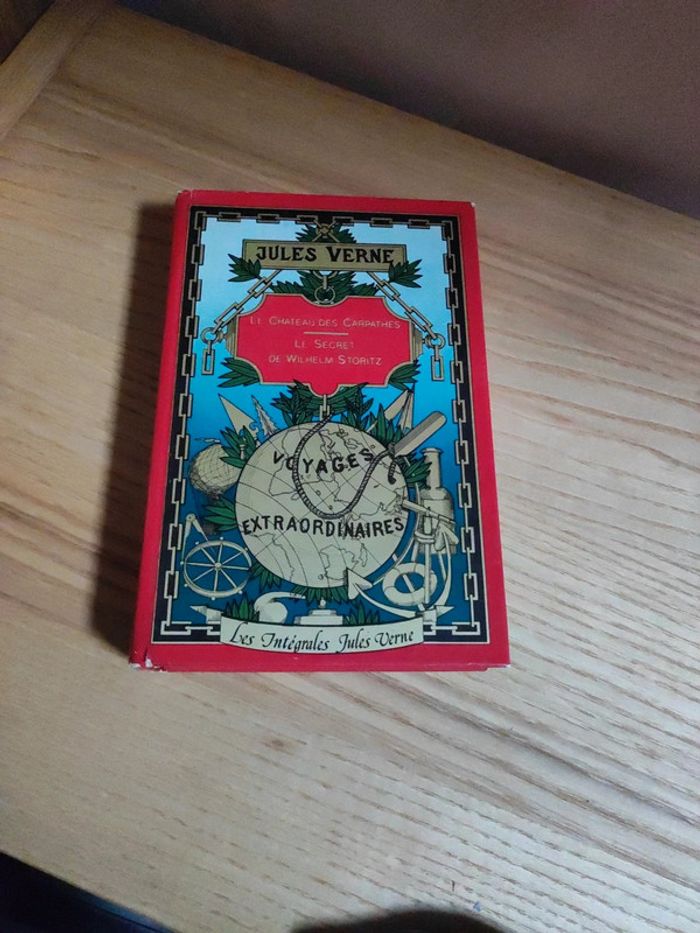 JULES VERNE
LE CHATEAU DES CARPATHES
LE SECRET
DE WILHELM STORITZ
VOYAGES
EXTRAORDINAIRES
Les Intégrales Jules Verne